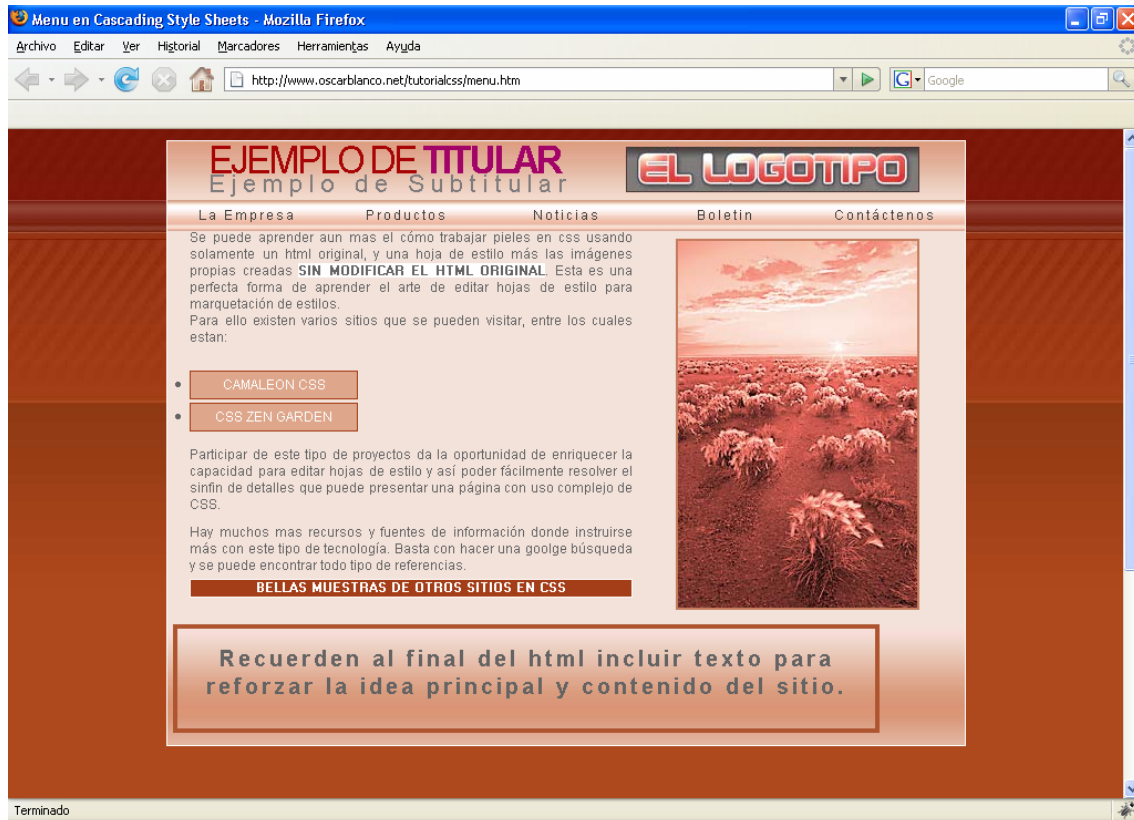 Menu en Cascading Style Sheets - Mozilla Firefox
Archivo Editar Ver Historial Marcadores Herramientas Ayuda
http://www.oscarblanco.net/tutorialcss/menu.htm
G Google
EJEMPLO DE TITULAR
Ejemplo de Subtitular
EL LOGOTIPO
La Empresa Productos Noticias Boletin Contáctenos
Se puede aprender aun mas el cómo trabajar pieles en css usando
solamente un html original, y una hoja de estilo más las imágenes
propias creadas SIN MODIFICAR EL HTML ORIGINAL. Esta es una
perfecta forma de aprender el arte de editar hojas de estilo para
marquetación de estilos.
Para ello existen varios sitios que se pueden visitar, entre los cuales
estan:
• CAMALEON CSS
• CSS ZEN GARDEN
Participar de este tipo de proyectos da la oportunidad de enriquecer la
capacidad para editar hojas de estilo y así poder fácilmente resolver el
sinfin de detalles que puede presentar una página con uso complejo de
CSS.
Hay muchos mas recursos y fuentes de información donde instruirse
más con este tipo de tecnología. Basta con hacer una goolge búsqueda
y se puede encontrar todo tipo de referencias.
BELLAS MUESTRAS DE OTROS SITIOS EN CSS
Recuerden al final del html incluir texto para
reforzar la idea principal y contenido del sitio.
Terminado